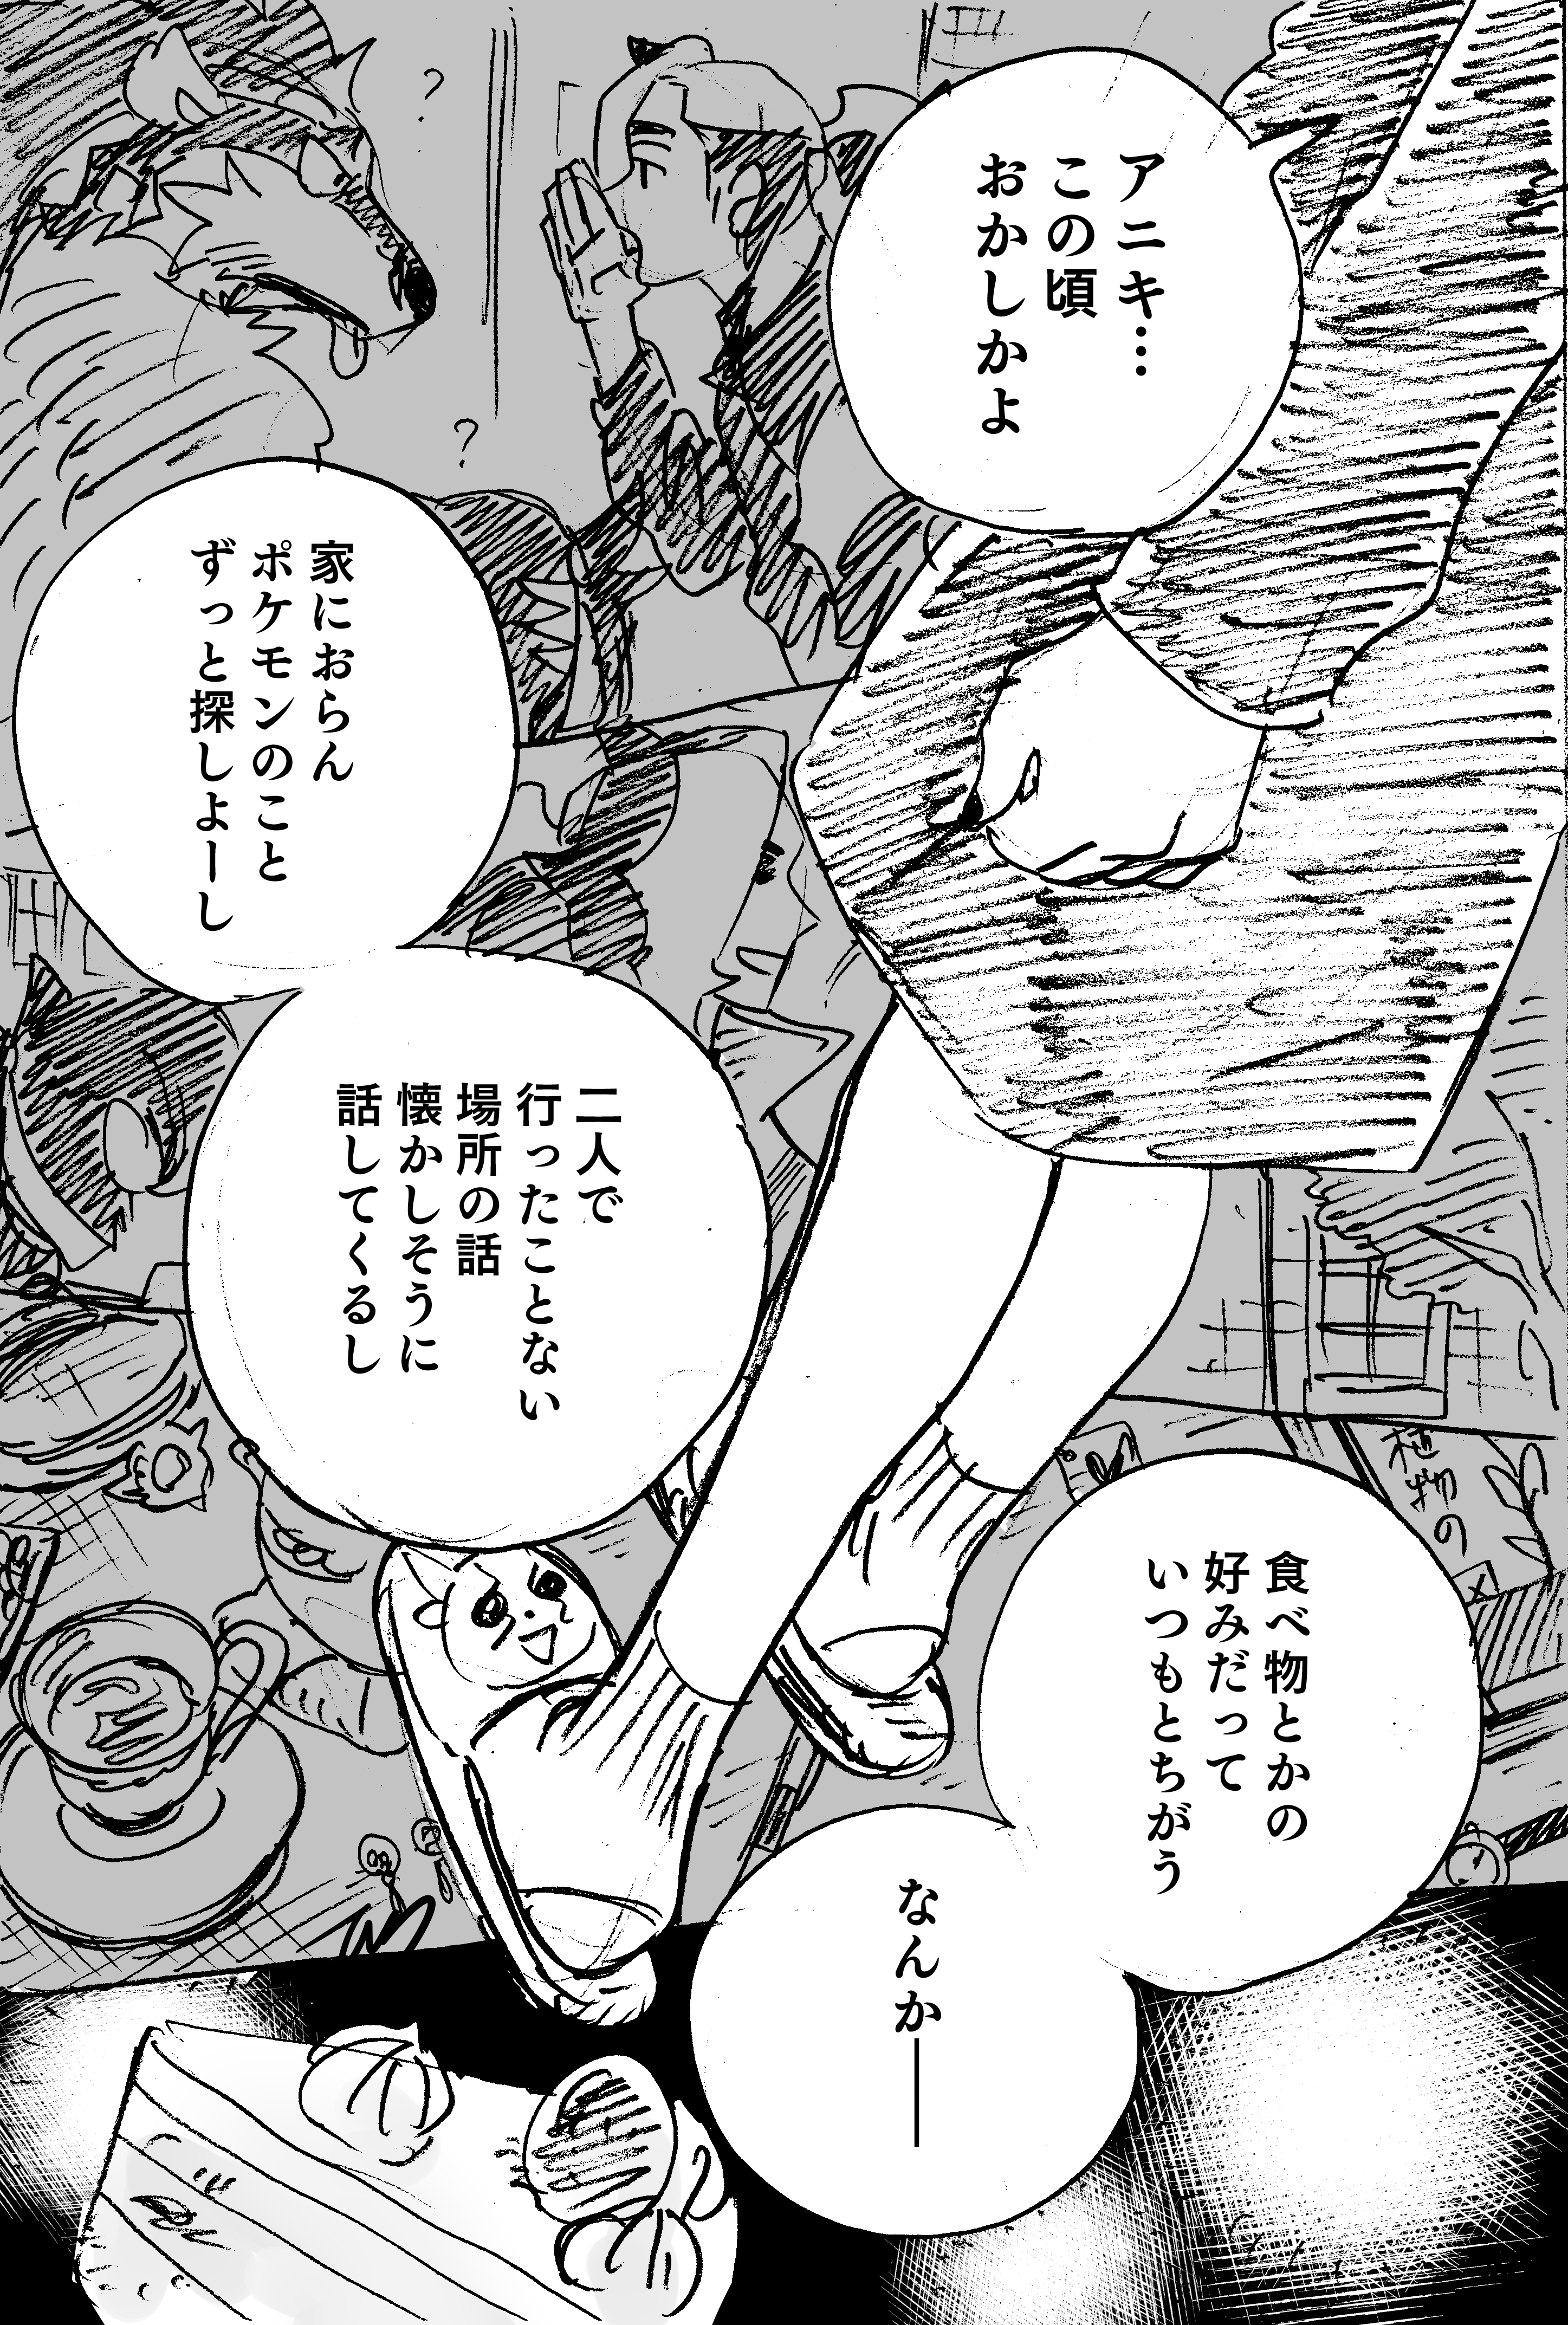 アニキ…
この頃
おかしかよ
家におらん
ポケモンのこと
ずっと探しよーし
二人で
行ったことない
場所の話
懐かしそうに
話してくるし
食べ物とかの
好みだって
いつもとちがう
なんか──
?
?
植物の